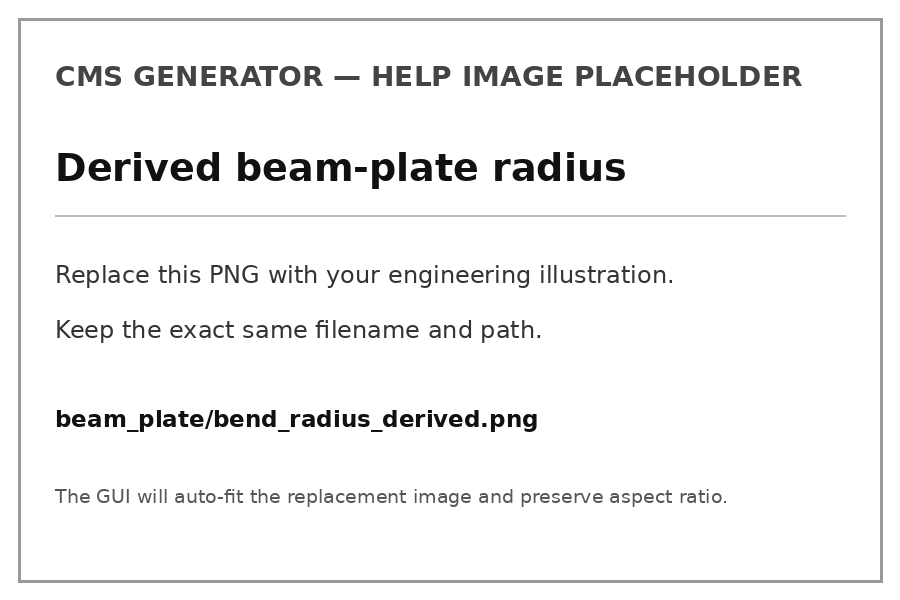 CMS GENERATOR — HELP IMAGE PLACEHOLDER
Derived beam-plate radius
Replace this PNG with your engineering illustration.
Keep the exact same filename and path.
beam_plate/bend_radius_derived.png
The GUI will auto-fit the replacement image and preserve aspect ratio.